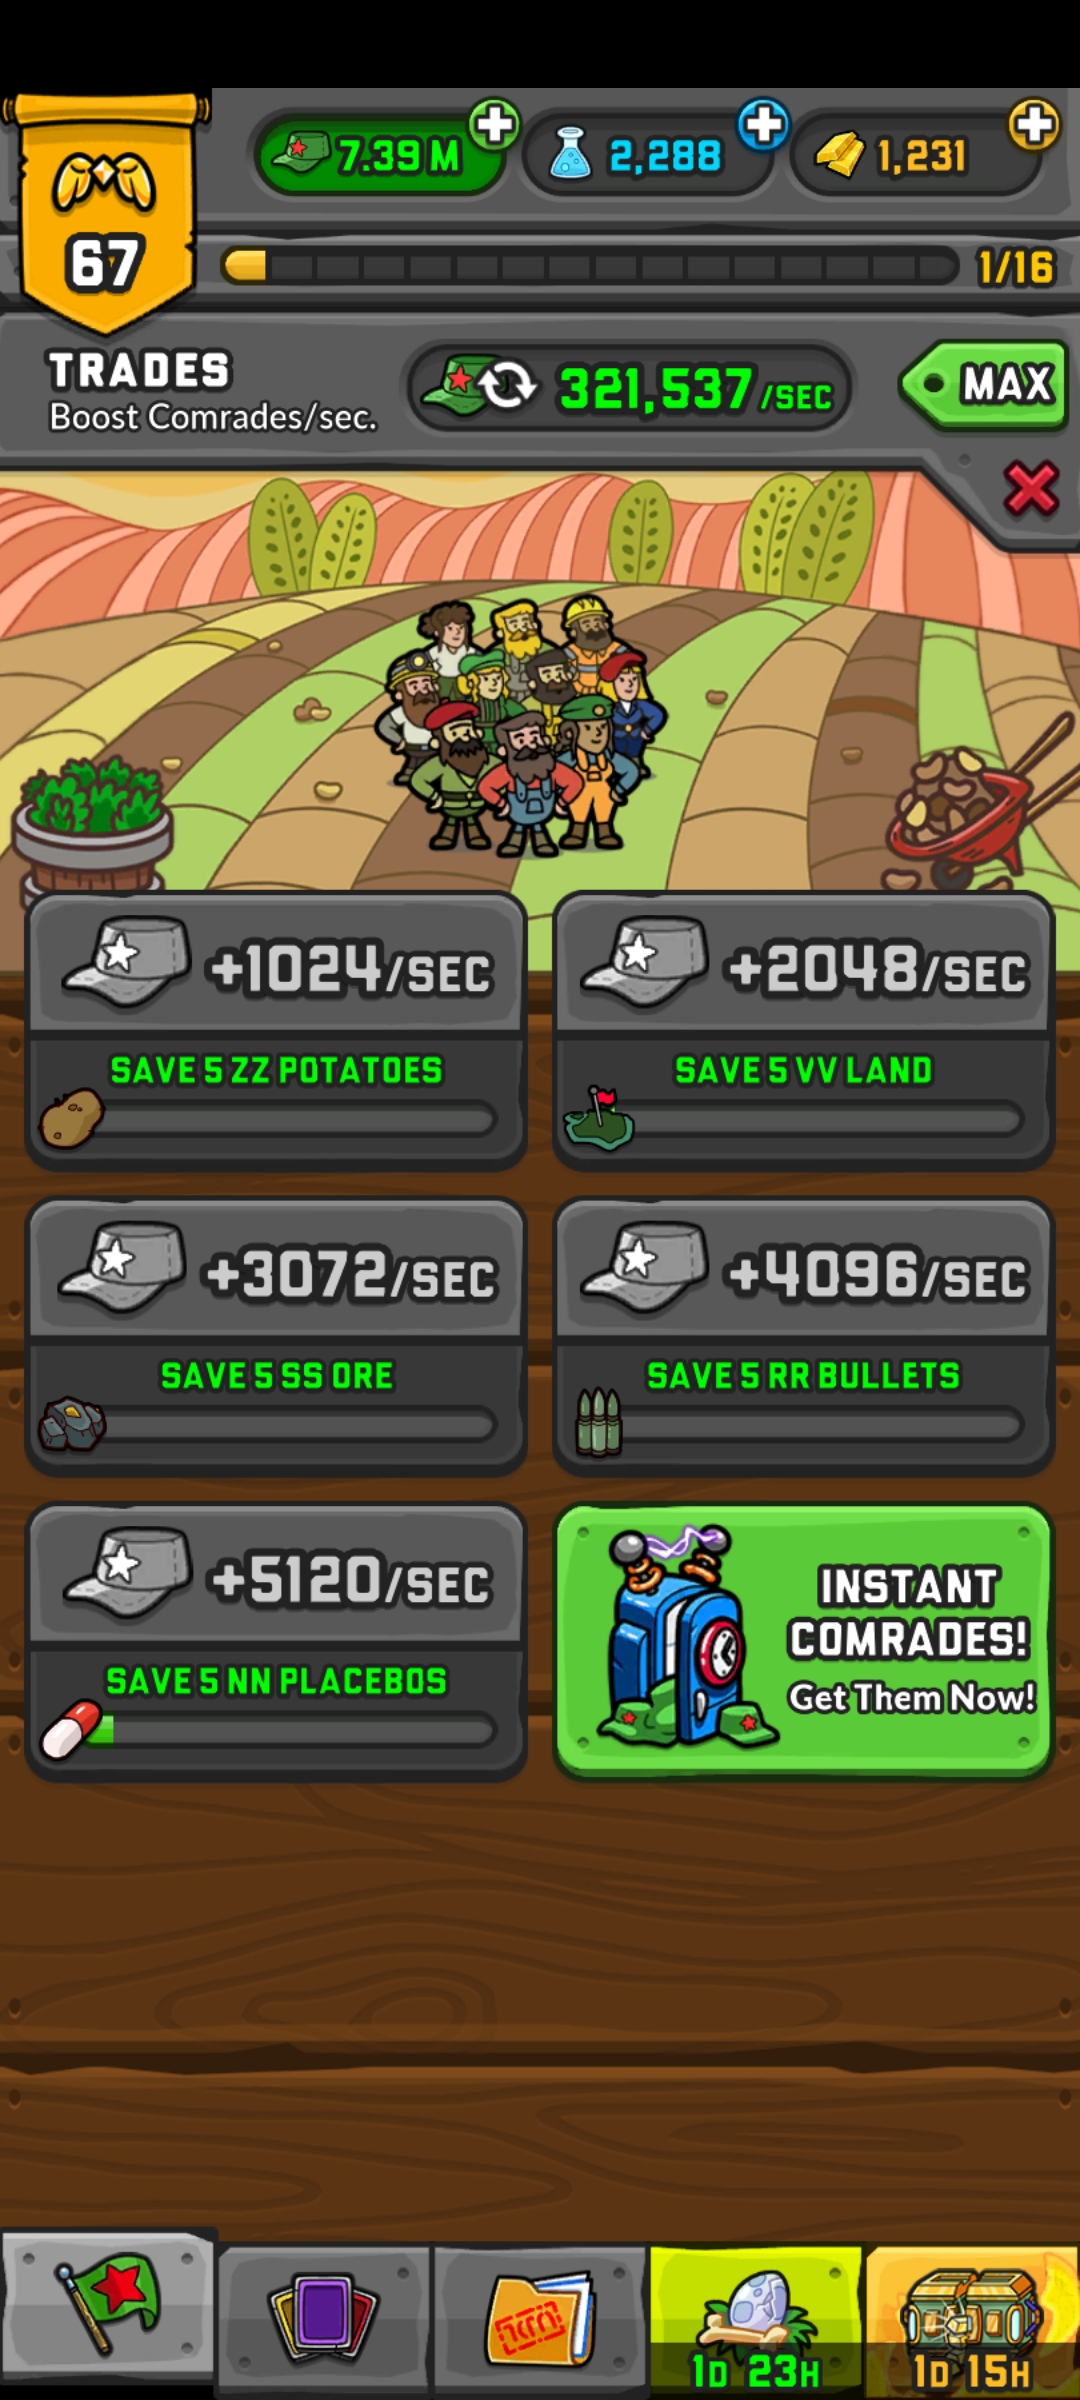 7.39 M
2,288
1,231
67
1/16
TRADES
Boost Comrades/sec.
321,537/SEC
MAX
+1024/SEC
SAVE 5 ZZ POTATOES
+2048/SEC
SAVE 5 VV LAND
+3072/SEC
SAVE 5 SS ORE
+4096/SEC
SAVE 5 RR BULLETS
+5120/SEC
SAVE 5 NN PLACEBOS
INSTANT
COMRADES!
Get Them Now!
1D 23H
1D 15H